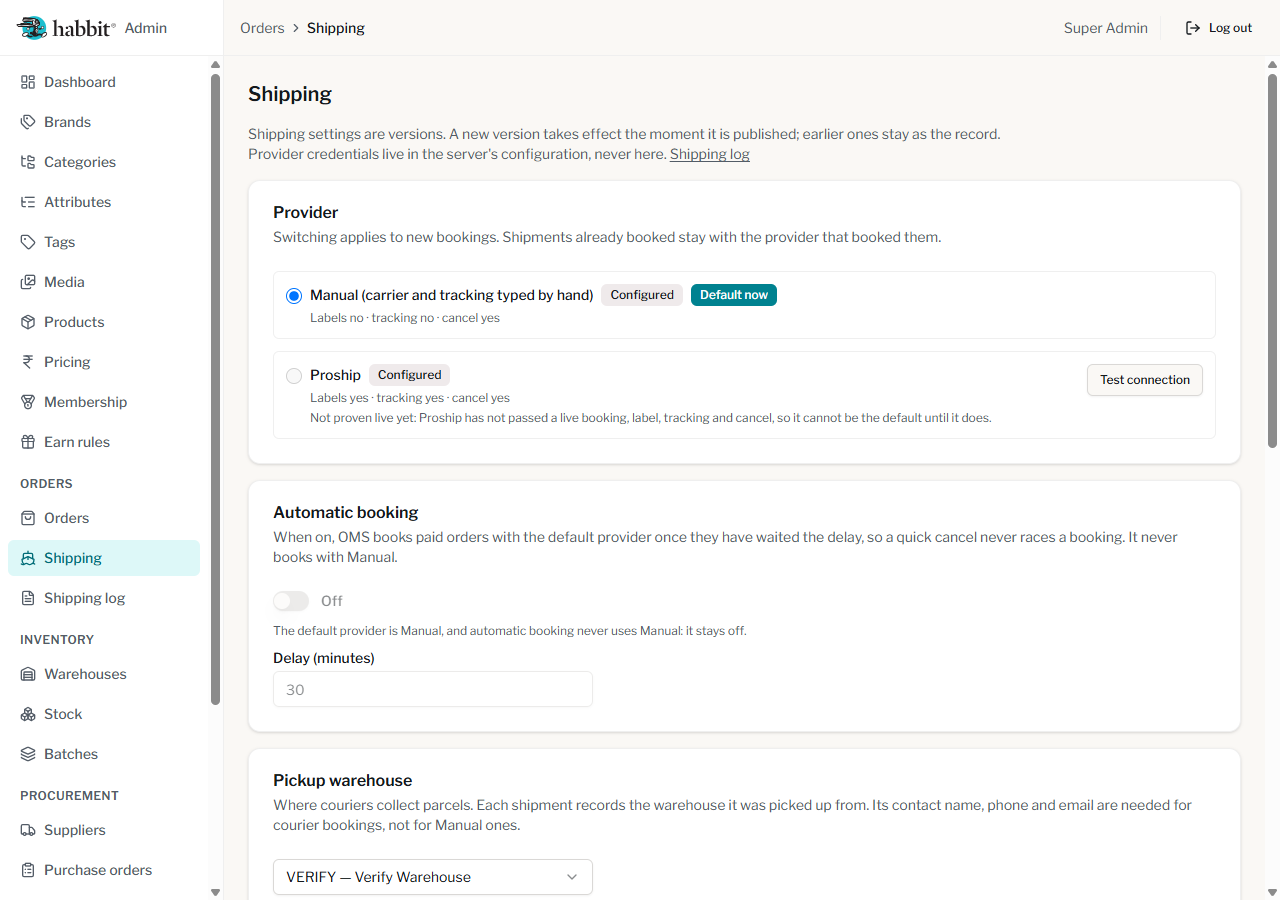 habbit® Admin
Orders > Shipping
Super Admin
Log out
Dashboard
Brands
Categories
Attributes
Tags
Media
Products
Pricing
Membership
Earn rules
ORDERS
Orders
Shipping
Shipping log
INVENTORY
Warehouses
Stock
Batches
PROCUREMENT
Suppliers
Purchase orders
Shipping
Shipping settings are versions. A new version takes effect the moment it is published; earlier ones stay as the record.
Provider credentials live in the server's configuration, never here. Shipping log
Provider
Switching applies to new bookings. Shipments already booked stay with the provider that booked them.
Manual (carrier and tracking typed by hand) Configured Default now
Labels no · tracking no · cancel yes
Proship Configured
Test connection
Labels yes · tracking yes · cancel yes
Not proven live yet: Proship has not passed a live booking, label, tracking and cancel, so it cannot be the default until it does.
Automatic booking
When on, OMS books paid orders with the default provider once they have waited the delay, so a quick cancel never races a booking. It never
books with Manual.
Off
The default provider is Manual, and automatic booking never uses Manual: it stays off.
Delay (minutes)
30
Pickup warehouse
Where couriers collect parcels. Each shipment records the warehouse it was picked up from. Its contact name, phone and email are needed for
courier bookings, not for Manual ones.
VERIFY — Verify Warehouse